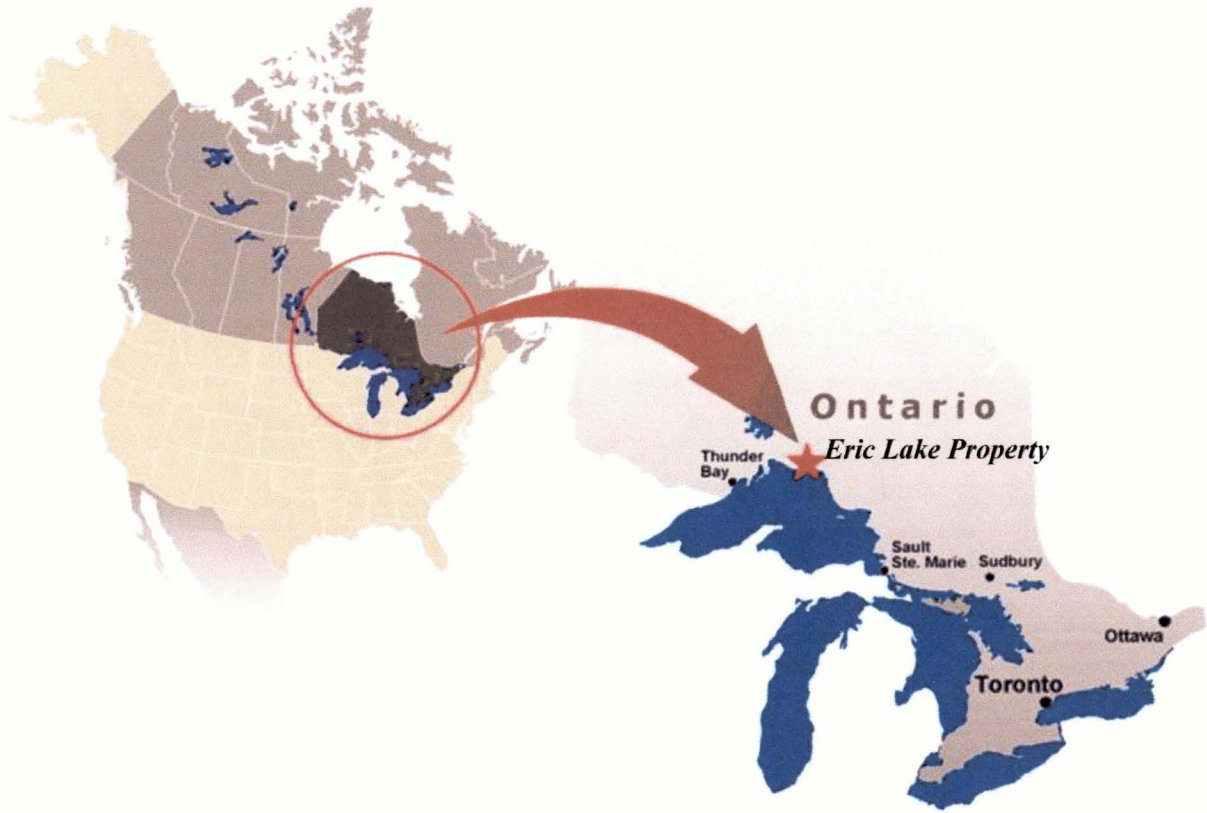 Ontario
Eric Lake Property
Thunder
Bay
Sault
Ste. Marie
Sudbury
Ottawa
Toronto